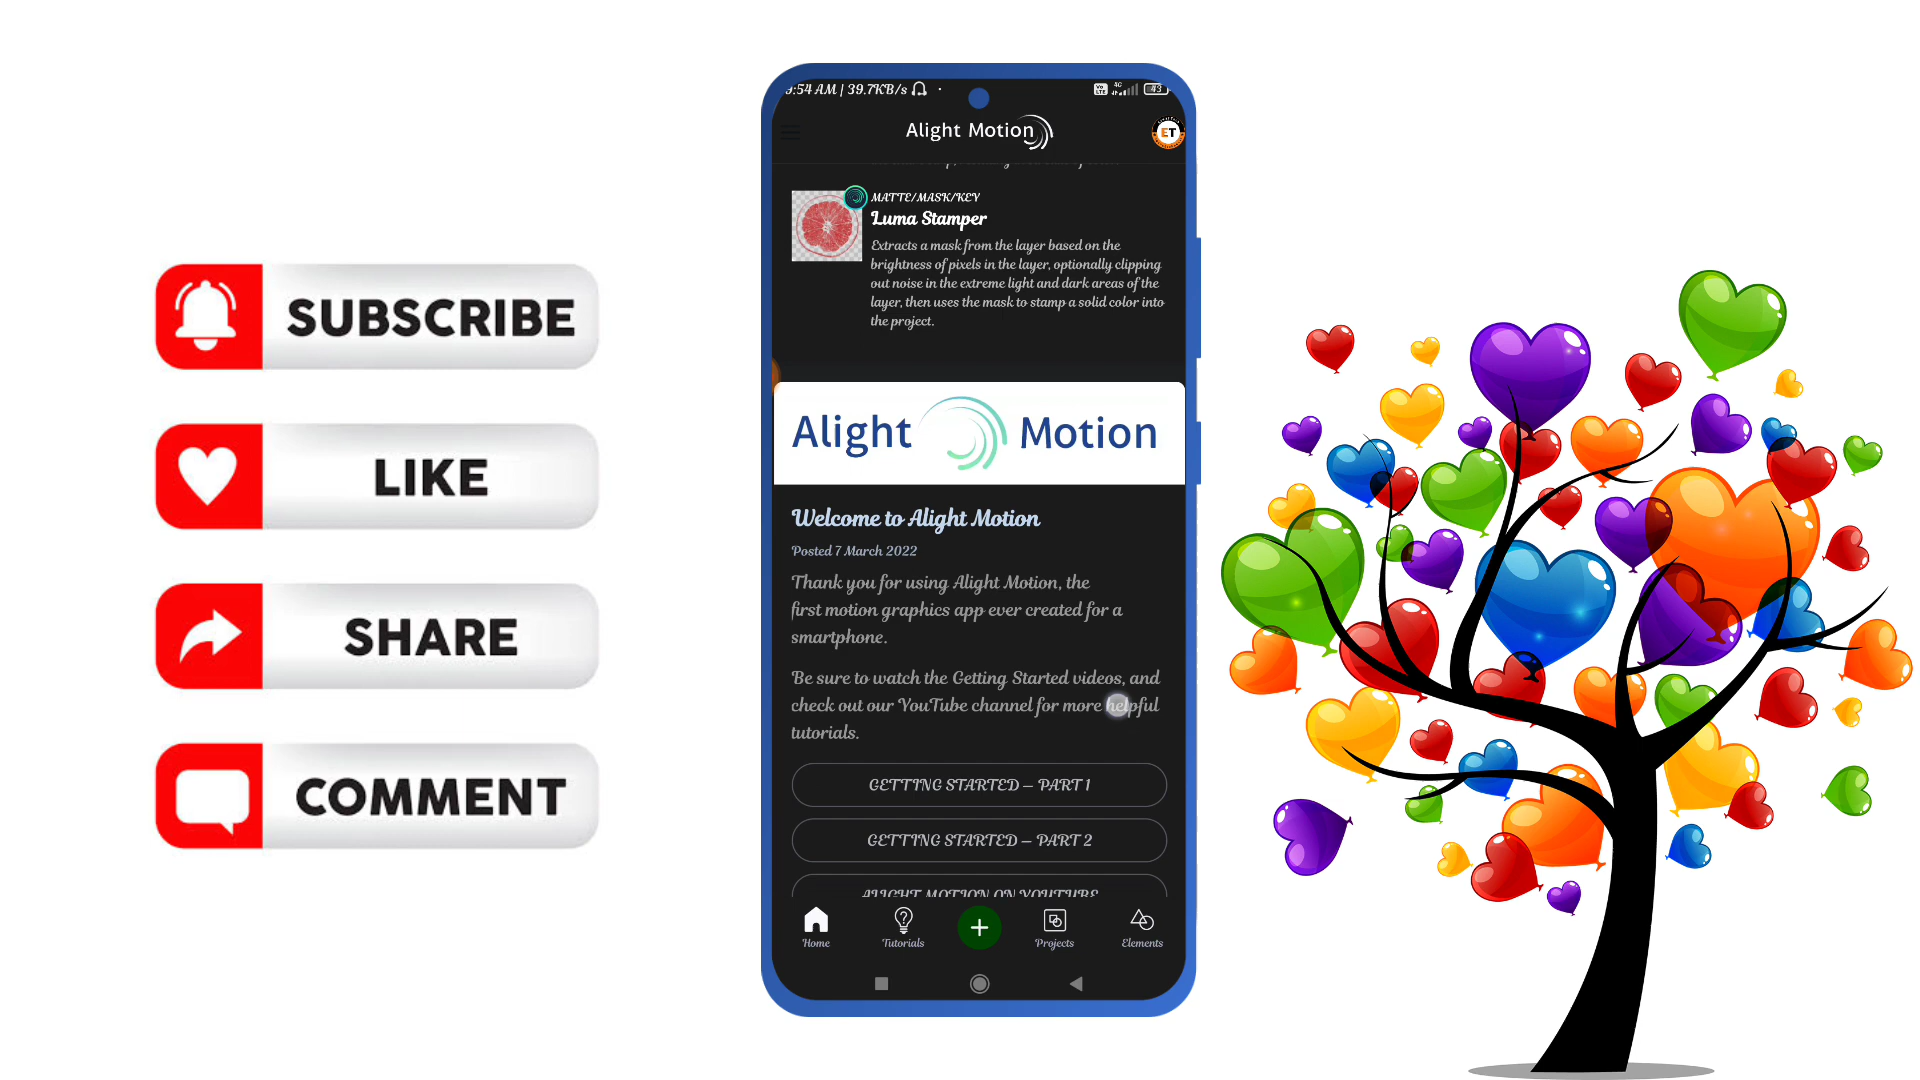 SUBSCRIBE
LIKE
SHARE
COMMENT
9:54 AM | 39.7KB/s
Vo LTE 4G 43
Alight Motion
ET
MATTE/MASK/KEY
Luma Stamper
Extracts a mask from the layer based on the
brightness of pixels in the layer, optionally clipping
out noise in the extreme light and dark areas of the
layer, then uses the mask to stamp a solid color into
the project.
Alight Motion
Welcome to Alight Motion
Posted 7 March 2022
Thank you for using Alight Motion, the
first motion graphics app ever created for a
smartphone.
Be sure to watch the Getting Started videos, and
check out our YouTube channel for more helpful
tutorials.
GETTING STARTED – PART 1
GETTING STARTED – PART 2
ALIGHT MOTION ON YOUTUBE
Home
Tutorials
Projects
Elements